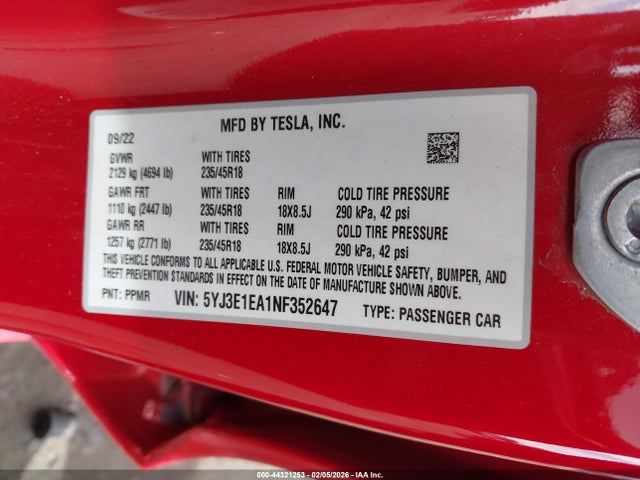 MFD BY TESLA, INC.
09/22
GVWR WITH TIRES
2129 kg (4694 lb) 235/45R18
GAWR FRT WITH TIRES RIM COLD TIRE PRESSURE
1110 kg (2447 lb) 235/45R18 18X8.5J 290 kPa, 42 psi
GAWR RR WITH TIRES RIM COLD TIRE PRESSURE
1257 kg (2771 lb) 235/45R18 18X8.5J 290 kPa, 42 psi
THIS VEHICLE CONFORMS TO ALL APPLICABLE U.S. FEDERAL MOTOR VEHICLE SAFETY, BUMPER, AND
THEFT PREVENTION STANDARDS IN EFFECT ON THE DATE OF MANUFACTURE SHOWN ABOVE.
PNT: PPMR VIN: 5YJ3E1EA1NF352647 TYPE: PASSENGER CAR
000-44321253 - 02/05/2026 - IAA Inc.